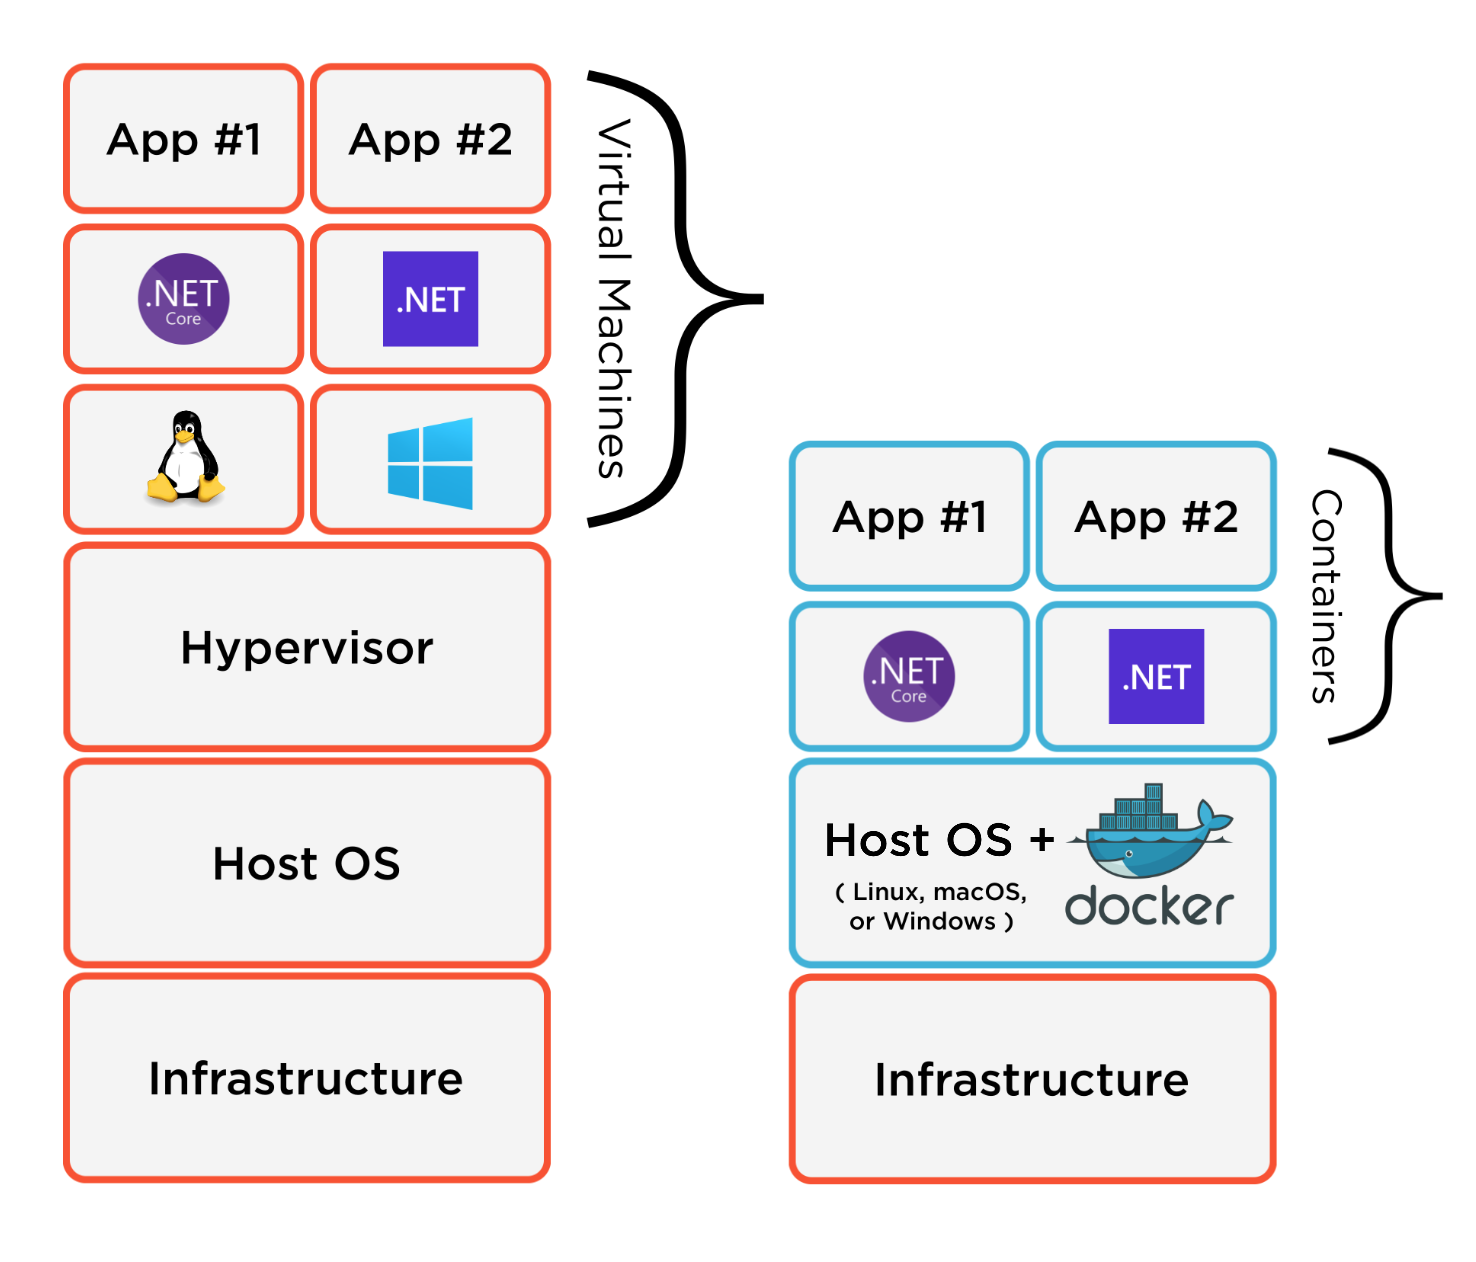 App #1
App #2
.NET
Core
.NET
Virtual Machines
Hypervisor
Host OS
Infrastructure
App #1
App #2
.NET
Core
.NET
Containers
Host OS +
( Linux, macOS,
or Windows )
docker
Infrastructure